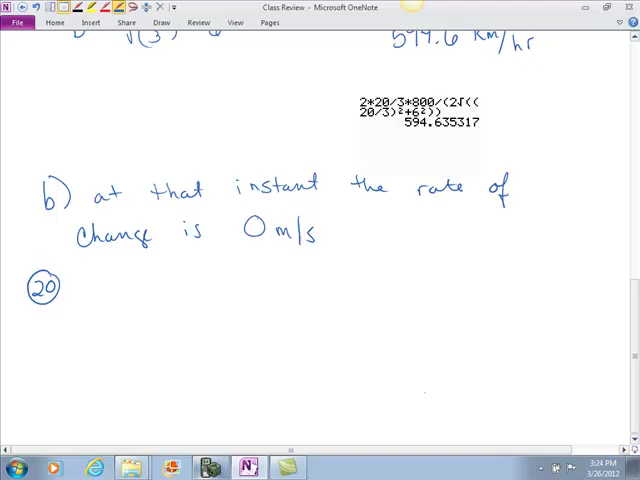 Class Review - Microsoft OneNote
File Home Insert Share Draw Review View Pages
594.6 km/hr
2*20/3*800/(2√((
20/3)²+6²))
594.635317
b) at that instant the rate of
change is 0 m/s
20
3:24 PM
3/26/2012